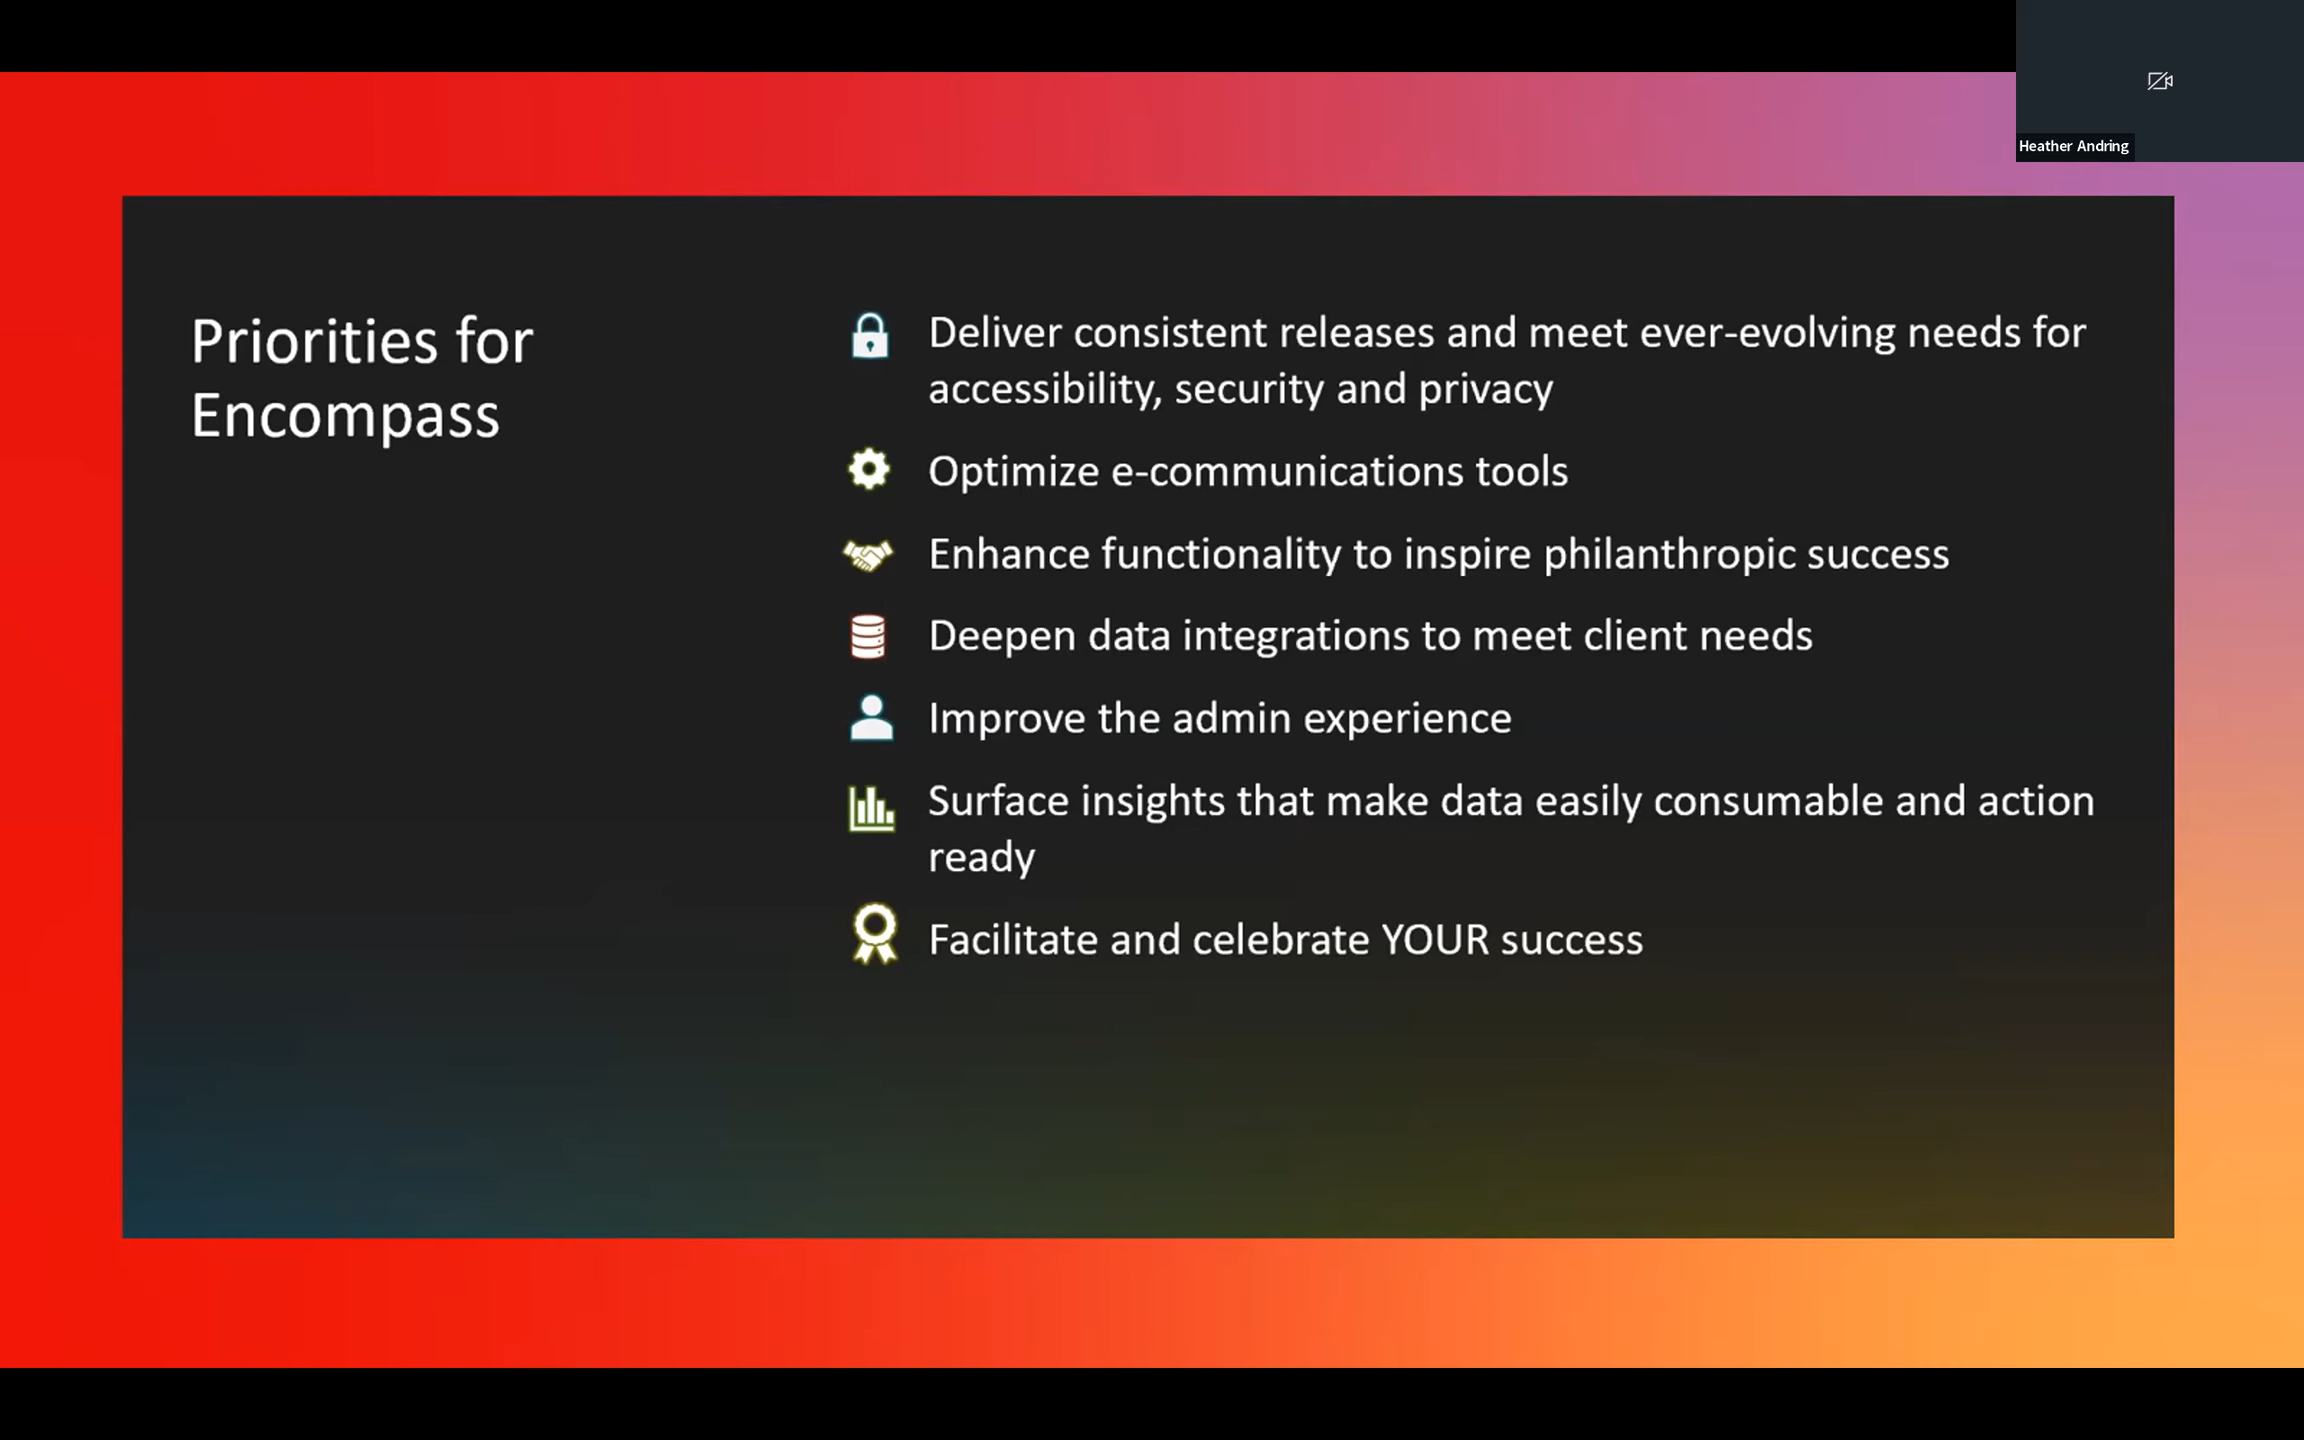 Heather Andring
Priorities for
Encompass
Deliver consistent releases and meet ever-evolving needs for
accessibility, security and privacy
Optimize e-communications tools
Enhance functionality to inspire philanthropic success
Deepen data integrations to meet client needs
Improve the admin experience
Surface insights that make data easily consumable and action
ready
Facilitate and celebrate YOUR success